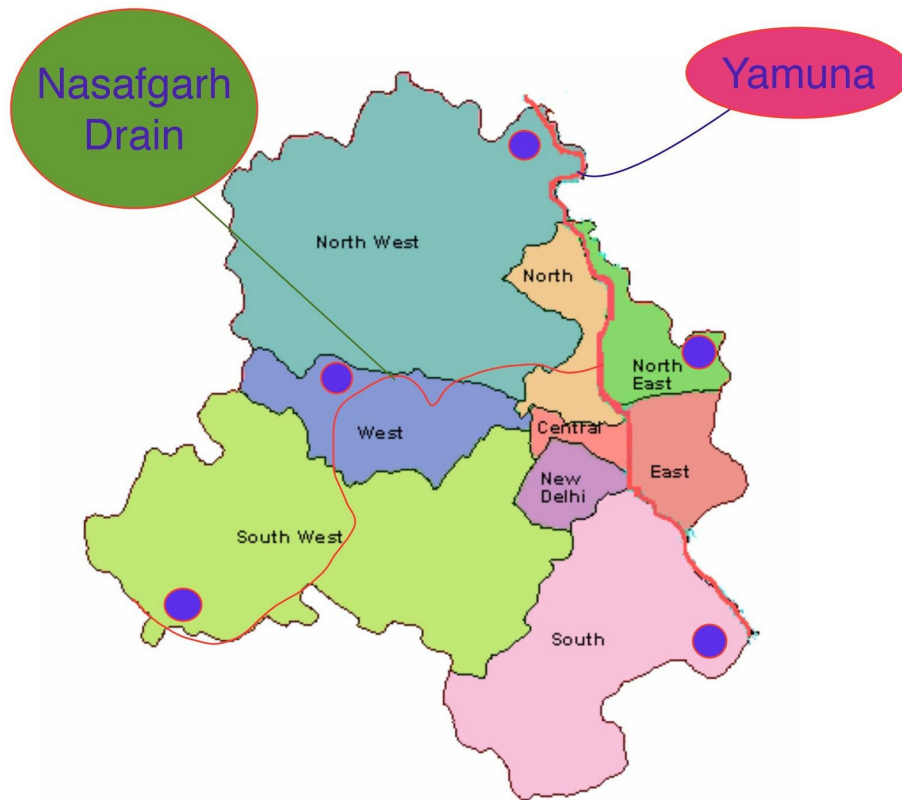 Nasafgarh
Drain
Yamuna
North West
North
North
East
West
Central
New
Delhi
East
South West
South